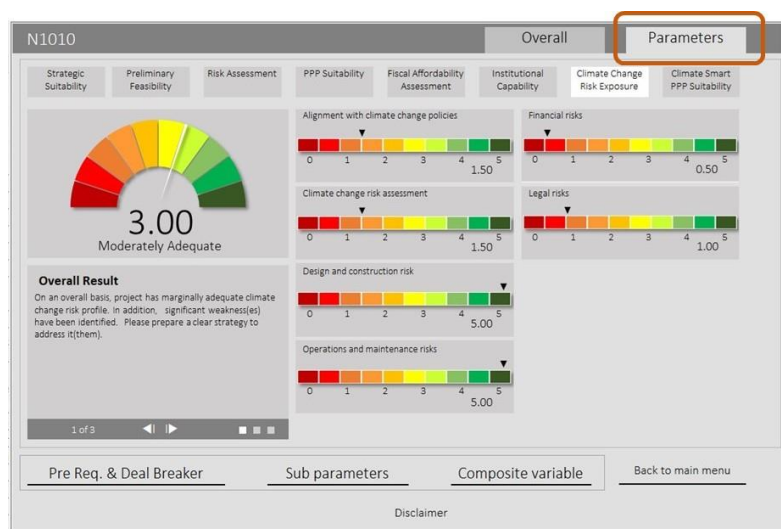 N1010
Overall
Parameters
Strategic
Suitability
Preliminary
Feasibility
Risk Assessment
PPP Suitability
Fiscal Affordability
Assessment
Institutional
Capability
Climate Change
Risk Exposure
Climate Smart
PPP Suitability
3.00
Moderately Adequate
Overall Result
On an overall basis, project has marginally adequate climate
change risk profile. In addition, significant weakness(es)
have been identified. Please prepare a clear strategy to
address it(them).
1 of 3
Alignment with climate change policies
0 1 2 3 4 5
1.50
Climate change risk assessment
0 1 2 3 4 5
1.50
Design and construction risk
0 1 2 3 4 5
5.00
Operations and maintenance risks
0 1 2 3 4 5
5.00
Financial risks
0 1 2 3 4 5
0.50
Legal risks
0 1 2 3 4 5
1.00
Pre Req. & Deal Breaker
Sub parameters
Composite variable
Back to main menu
Disclaimer